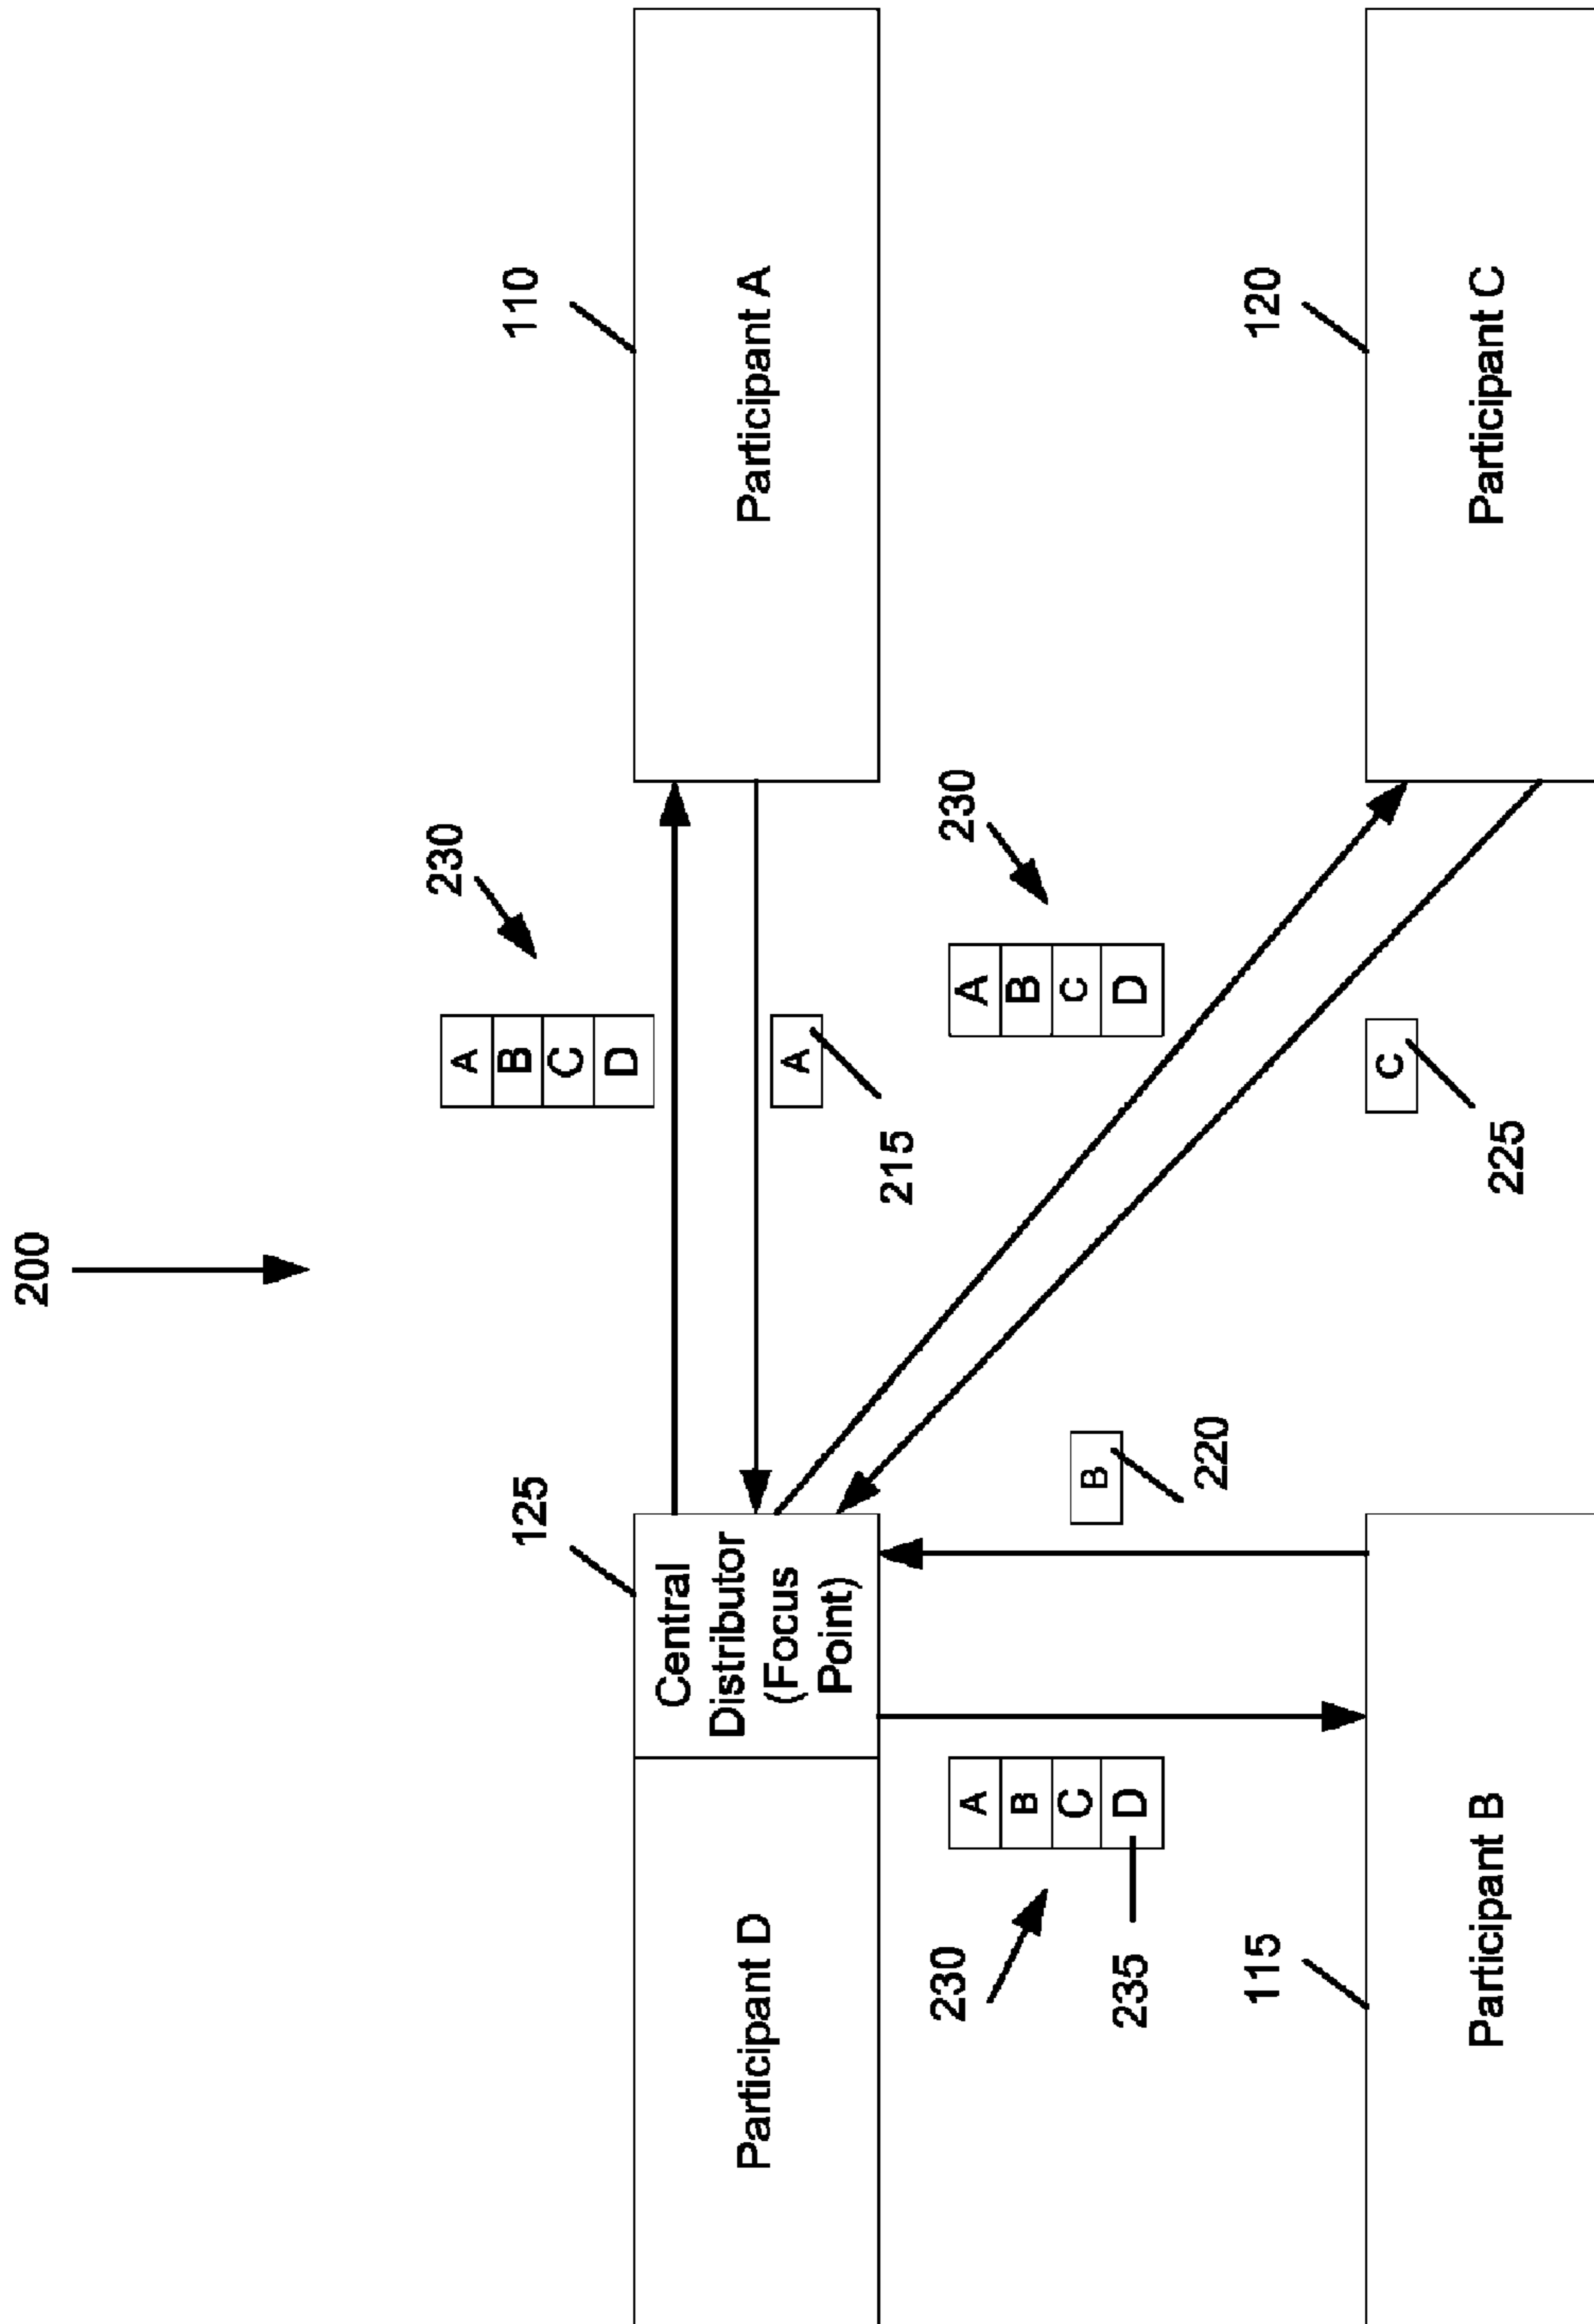 200
Participant D
Central
Distributor
(Focus
Point)
125
230
A
B
C
D
A
215
110
Participant A
230
235
A
B
C
D
B
220
230
A
B
C
D
C
225
115
Participant B
120
Participant C